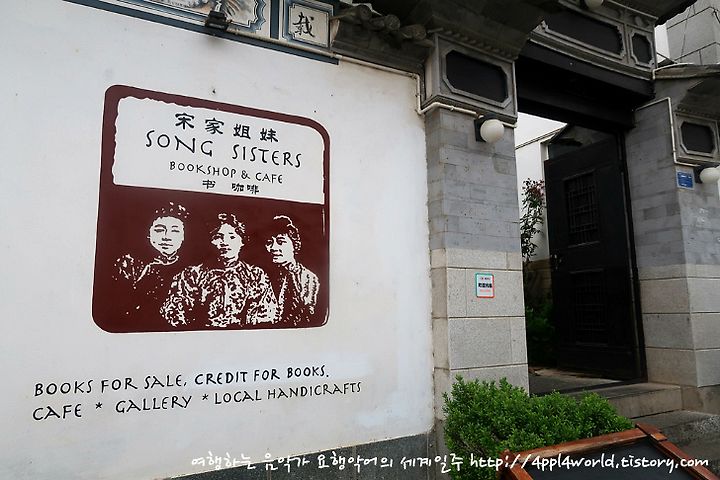 栽
宋家姐妹
SONG SISTERS
BOOKSHOP & CAFE
书 咖啡
BOOKS FOR SALE, CREDIT FOR BOOKS.
CAFE * GALLERY * LOCAL HANDICRAFTS
여행하는 음악가 요행악어의 세계일주 http://4ppl4world.tistory.com/